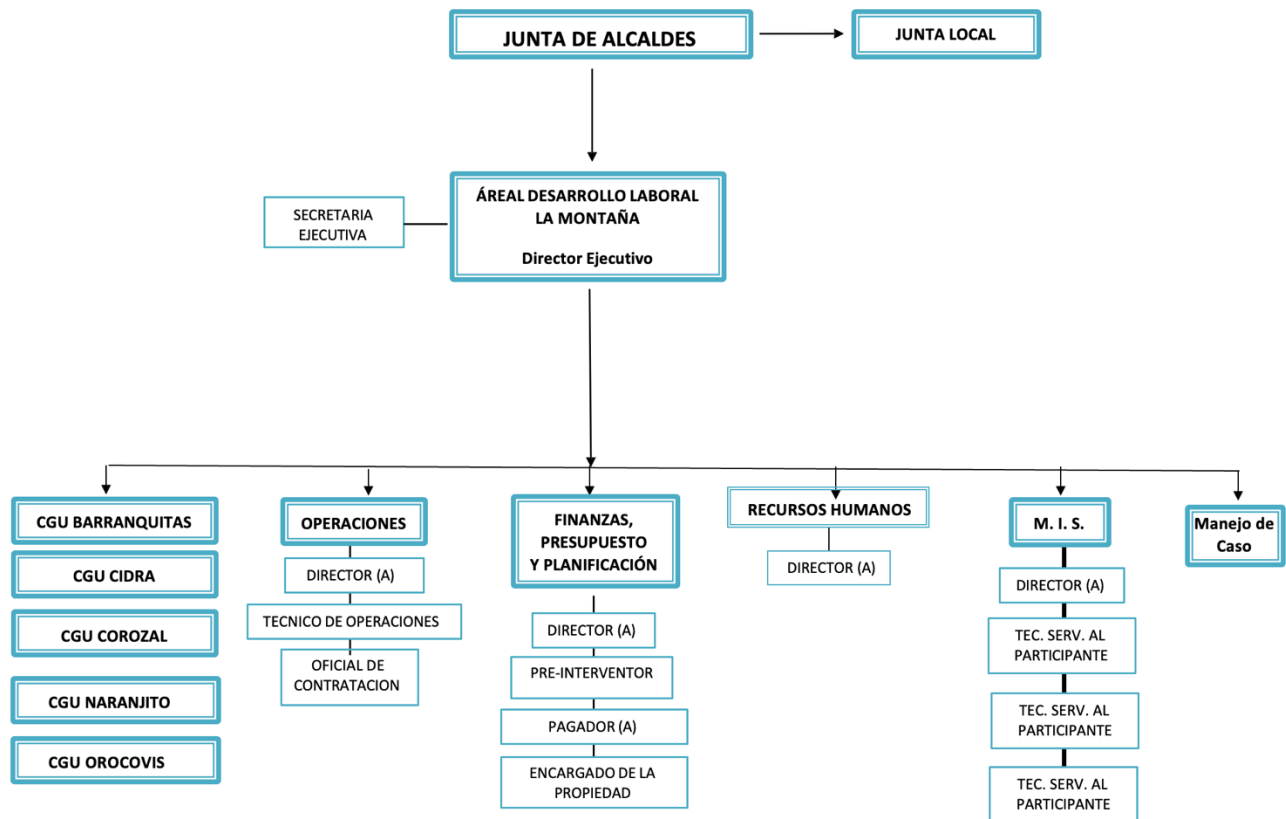 JUNTA DE ALCALDES
JUNTA LOCAL
ÁREAL DESARROLLO LABORAL
LA MONTAÑA
Director Ejecutivo
SECRETARIA
EJECUTIVA
CGU BARRANQUITAS
CGU CIDRA
CGU COROZAL
CGU NARANJITO
CGU OROCOVIS
OPERACIONES
DIRECTOR (A)
TECNICO DE OPERACIONES
OFICIAL DE
CONTRATACION
FINANZAS,
PRESUPUESTO
Y PLANIFICACIÓN
DIRECTOR (A)
PRE-INTERVENTOR
PAGADOR (A)
ENCARGADO DE LA
PROPIEDAD
RECURSOS HUMANOS
DIRECTOR (A)
M. I. S.
DIRECTOR (A)
TEC. SERV. AL
PARTICIPANTE
TEC. SERV. AL
PARTICIPANTE
TEC. SERV. AL
PARTICIPANTE
Manejo de
Caso